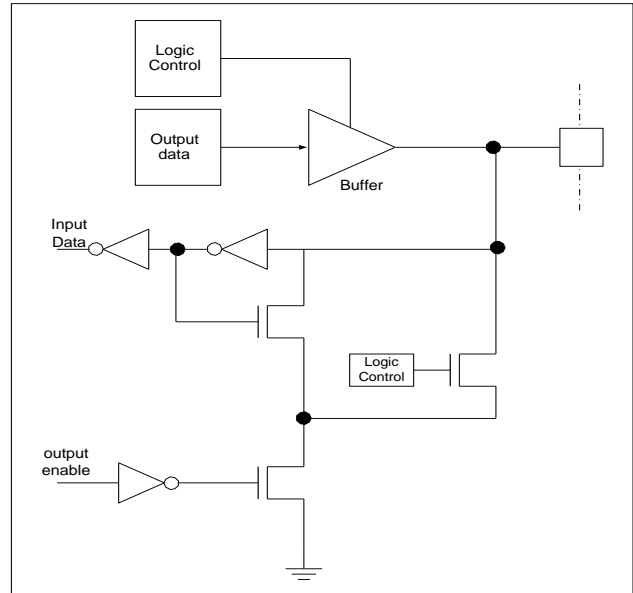 Logic
Control
Output
data
Buffer
Input
Data
Logic
Control
output
enable